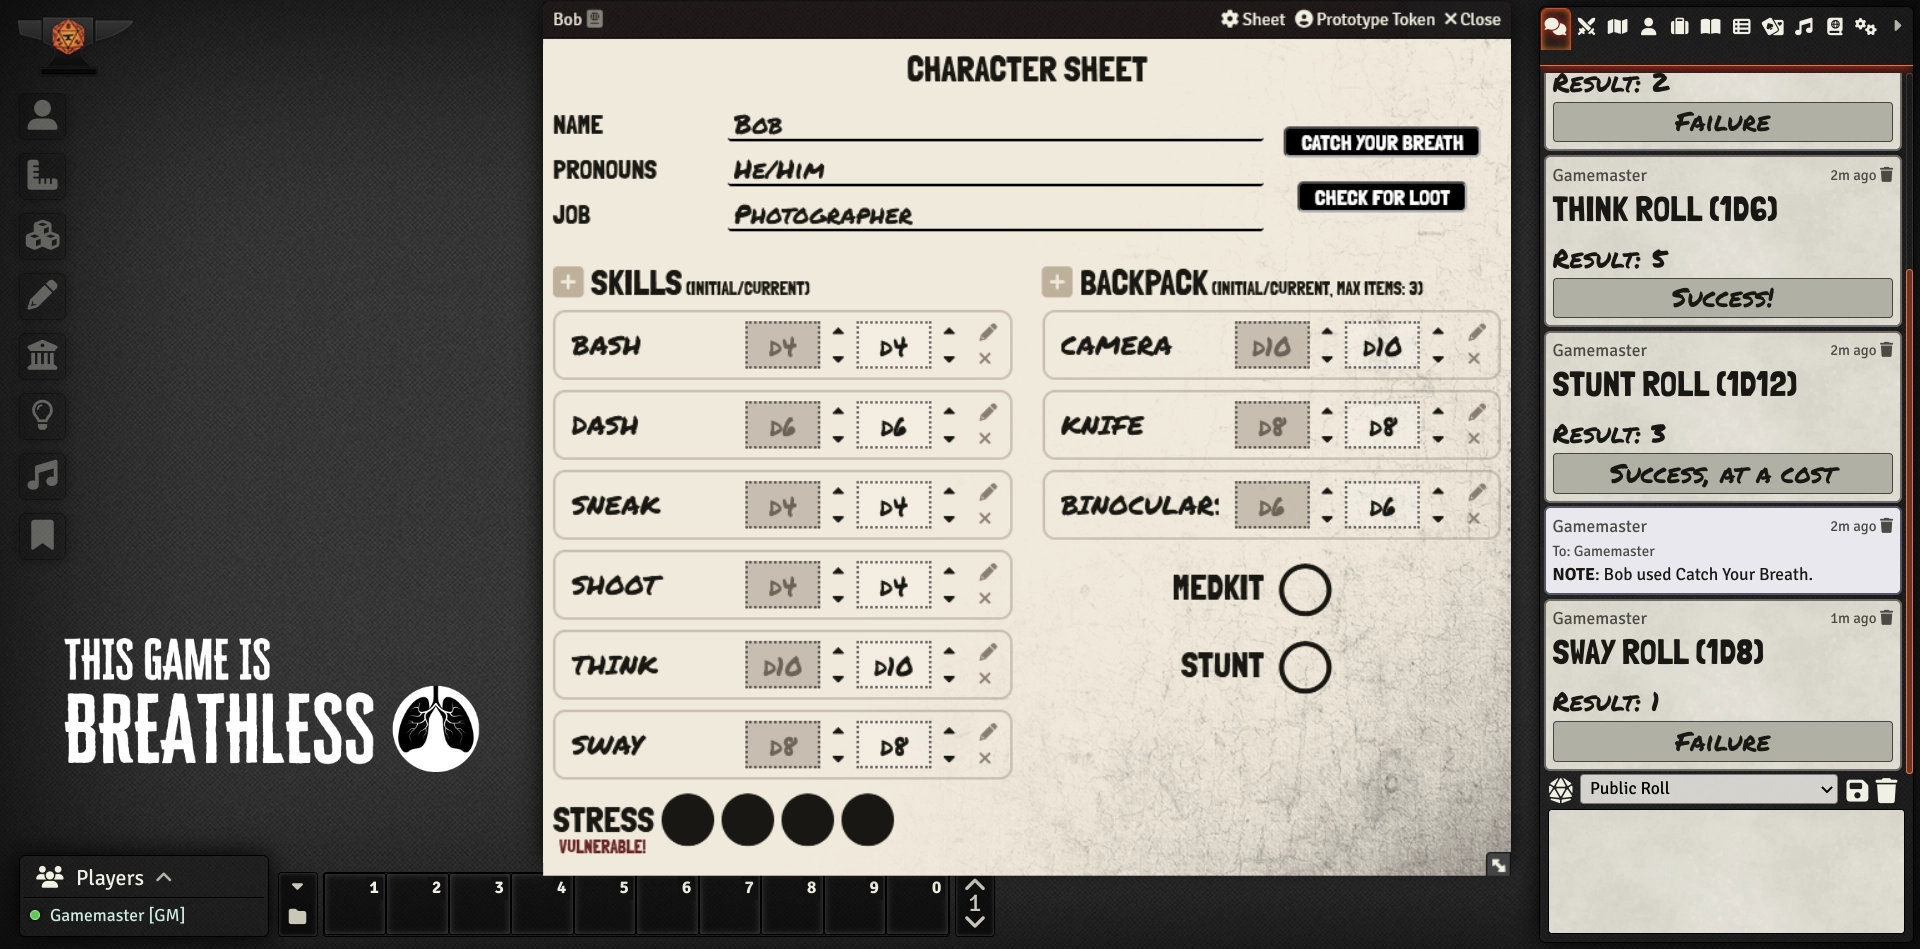 Bob
Sheet
Prototype Token
Close
CHARACTER SHEET
NAME
Bob
PRONOUNS
He/Him
JOB
Photographer
CATCH YOUR BREATH
CHECK FOR LOOT
SKILLS (INITIAL/CURRENT)
BASH d4 d4
DASH d6 d6
SNEAK d4 d4
SHOOT d4 d4
THINK d10 d10
SWAY d8 d8
STRESS
VULNERABLE!
BACKPACK (INITIAL/CURRENT, MAX ITEMS: 3)
CAMERA d10 d10
KNIFE d8 d8
BINOCULAR d6 d6
MEDKIT
STUNT
THIS GAME IS
BREATHLESS
Players
Gamemaster [GM]
1 2 3 4 5 6 7 8 9 0
1
Result: 2
Failure
Gamemaster 2m ago
THINK ROLL (1D6)
Result: 5
Success!
Gamemaster 2m ago
STUNT ROLL (1D12)
Result: 3
Success, at a cost
Gamemaster 2m ago
To: Gamemaster
NOTE: Bob used Catch Your Breath.
Gamemaster 1m ago
SWAY ROLL (1D8)
Result: 1
Failure
Public Roll